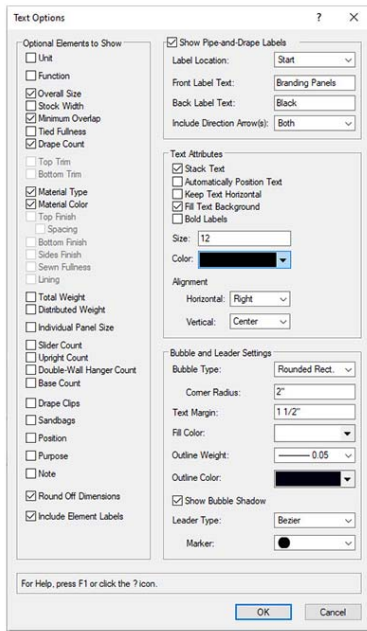 Text Options
?
Optional Elements to Show
Unit
Function
Overall Size
Stock Width
Minimum Overlap
Tied Fullness
Drape Count
Top Trim
Bottom Trim
Material Type
Material Color
Top Finish
Spacing
Bottom Finish
Sides Finish
Sewn Fullness
Lining
Total Weight
Distributed Weight
Individual Panel Size
Slider Count
Upright Count
Double-Wall Hanger Count
Base Count
Drape Clips
Sandbags
Position
Purpose
Note
Round Off Dimensions
Include Element Labels
Show Pipe-and-Drape Labels
Label Location: Start
Front Label Text: Branding Panels
Back Label Text: Black
Include Direction Arrow(s): Both
Text Attributes
Stack Text
Automatically Position Text
Keep Text Horizontal
Fill Text Background
Bold Labels
Size: 12
Color:
Alignment
Horizontal: Right
Vertical: Center
Bubble and Leader Settings
Bubble Type: Rounded Rect.
Corner Radius: 2"
Text Margin: 1 1/2"
Fill Color:
Outline Weight: 0.05
Outline Color:
Show Bubble Shadow
Leader Type: Bezier
Marker:
For Help, press F1 or click the ? icon.
OK Cancel